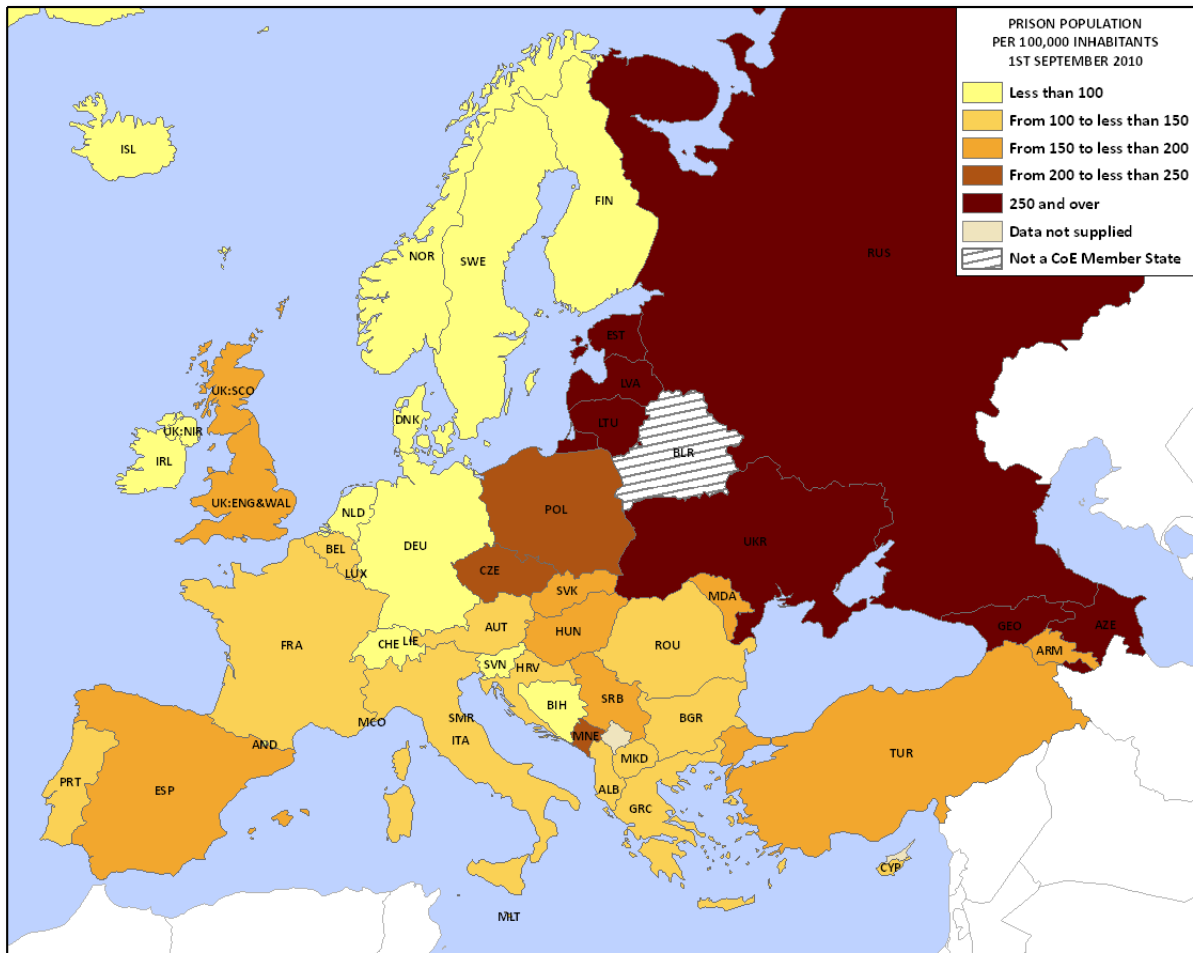 PRISON POPULATION
PER 100,000 INHABITANTS
1ST SEPTEMBER 2010
Less than 100
From 100 to less than 150
From 150 to less than 200
From 200 to less than 250
250 and over
Data not supplied
Not a CoE Member State
ISL
FIN
NOR
SWE
RUS
EST
UK:SCO
LVA
DNK
LTU
UK:NIR
BLR
IRL
UK:ENG&WAL
NLD
POL
DEU
UKR
BEL
CZE
LUX
SVK
MDA
AUT
HUN
GEO
AZE
FRA
CHE
LIE
ROU
ARM
SVN
HRV
BIH
SRB
MCO
SMR
BGR
ITA
MNE
AND
MKD
TUR
PRT
ESP
ALB
GRC
CYP
MLT